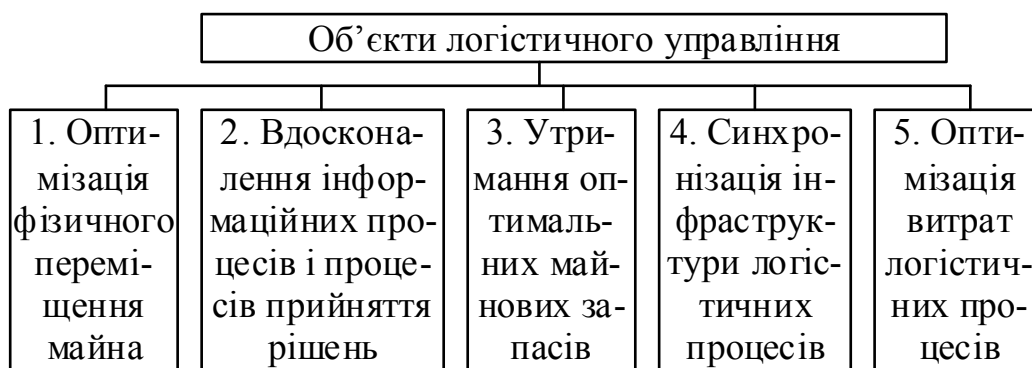 Об’єкти логістичного управління
1. Опти-
мізація
фізичного
перемі-
щення
майна
2. Вдоскона-
лення інфор-
маційних про-
цесів і проце-
сів прийняття
рішень
3. Утри-
мання оп-
тималь-
них май-
нових за-
пасів
4. Синхро-
нізація ін-
фраструк-
тури логіс-
тичних
процесів
5. Опти-
мізація
витрат
логістич-
них про-
цесів